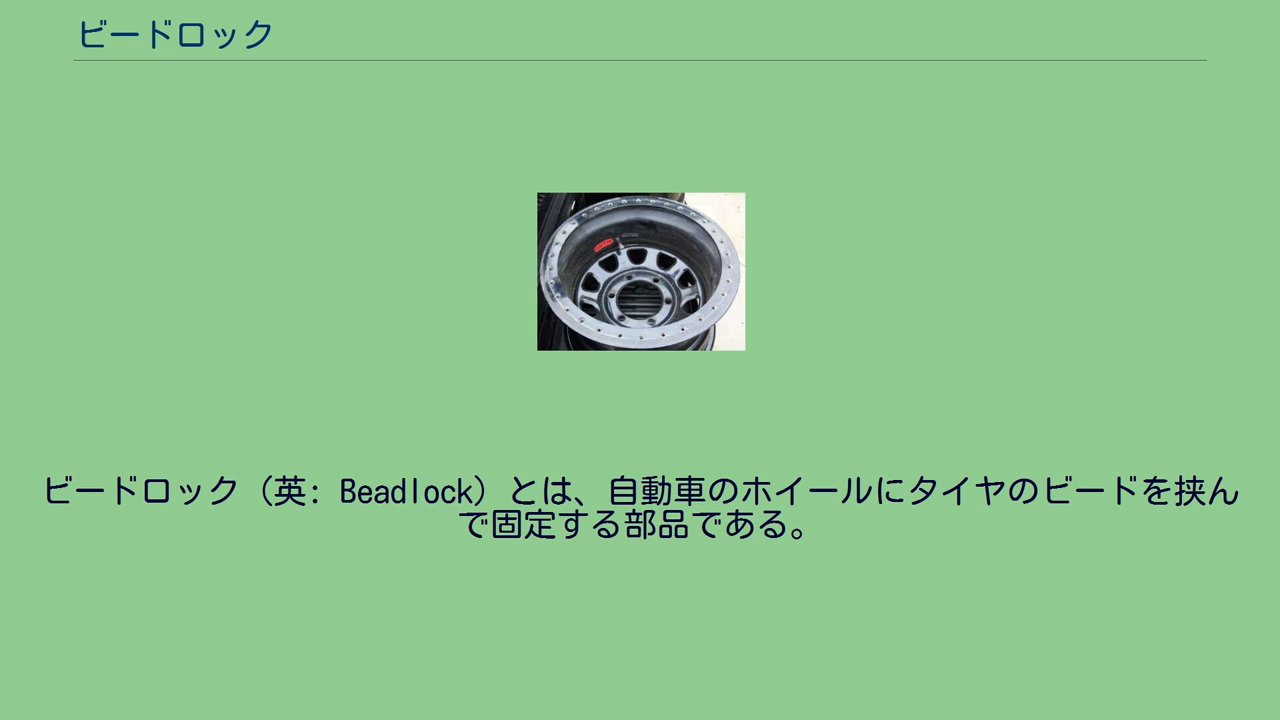 ビードロック
ビードロック（英: Beadlock）とは、自動車のホイールにタイヤのビードを挟ん
で固定する部品である。